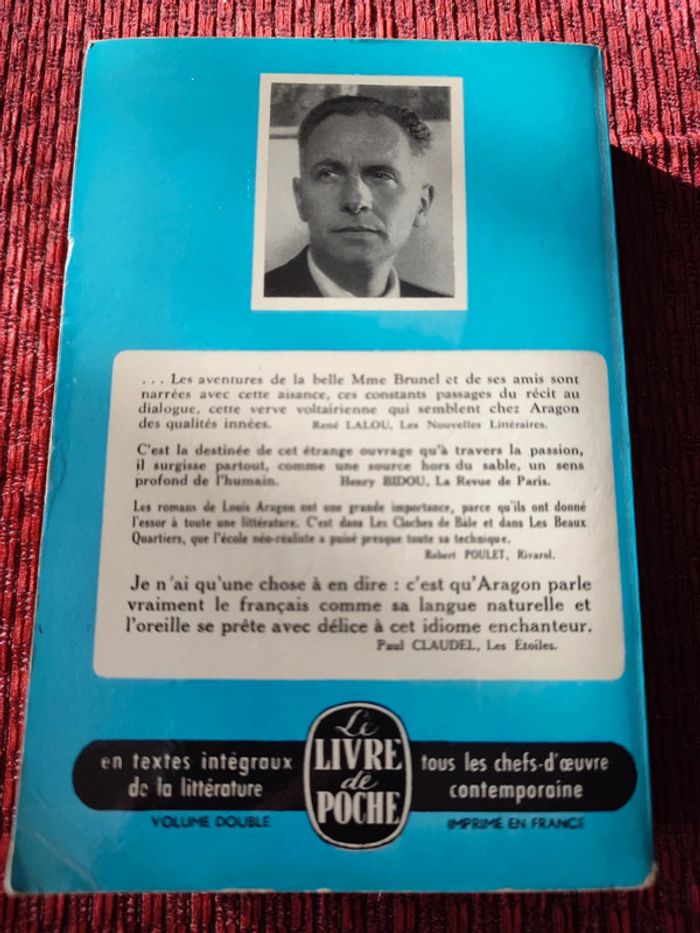 ... Les aventures de la belle Mme Brunel et de ses amis sont
narrées avec cette aisance, ces constants passages du récit au
dialogue, cette verve voltairienne qui semblent chez Aragon
des qualités innées. René LALOU, Les Nouvelles Littéraires.
C'est la destinée de cet étrange ouvrage qu'à travers la passion,
il surgisse partout, comme une source hors du sable, un sens
profond de l'humain. Henry BIDOU, La Revue de Paris.
Les romans de Louis Aragon ont une grande importance, parce qu'ils ont donné
l'essor à toute une littérature. C'est dans Les Cloches de Bâle et dans Les Beaux
Quartiers, que l'école néo-réaliste a puisé presque toute sa technique.
Robert POULET, Rivarol.
Je n'ai qu'une chose à en dire : c'est qu'Aragon parle
vraiment le français comme sa langue naturelle et
l'oreille se prête avec délice à cet idiome enchanteur.
Paul CLAUDEL, Les Étoiles.
en textes intégraux
de la littérature
VOLUME DOUBLE
Le
LIVRE
de
POCHE
tous les chefs-d'œuvre
contemporaine
IMPRIMÉ EN FRANCE